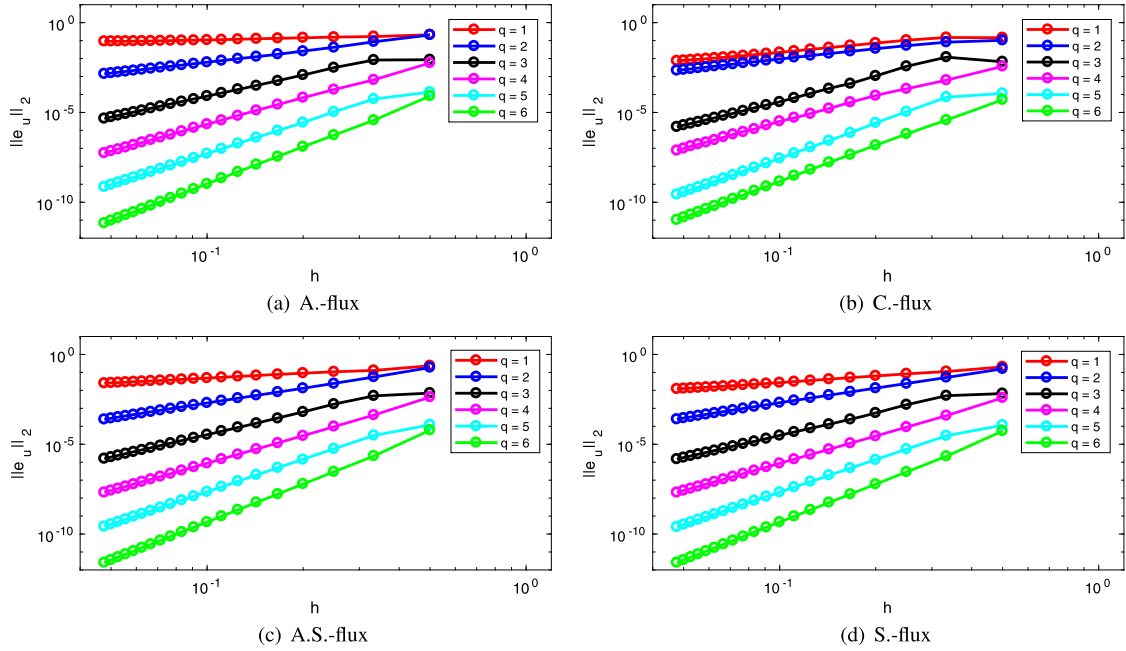 10^0
10^-5
10^-10
||e_u||_2
q = 1
q = 2
q = 3
q = 4
q = 5
q = 6
10^-1
10^0
h
(a) A.-flux
10^0
10^-5
10^-10
||e_u||_2
q = 1
q = 2
q = 3
q = 4
q = 5
q = 6
10^-1
10^0
h
(b) C.-flux
10^0
10^-5
10^-10
||e_u||_2
q = 1
q = 2
q = 3
q = 4
q = 5
q = 6
10^-1
10^0
h
(c) A.S.-flux
10^0
10^-5
10^-10
||e_u||_2
q = 1
q = 2
q = 3
q = 4
q = 5
q = 6
10^-1
10^0
h
(d) S.-flux